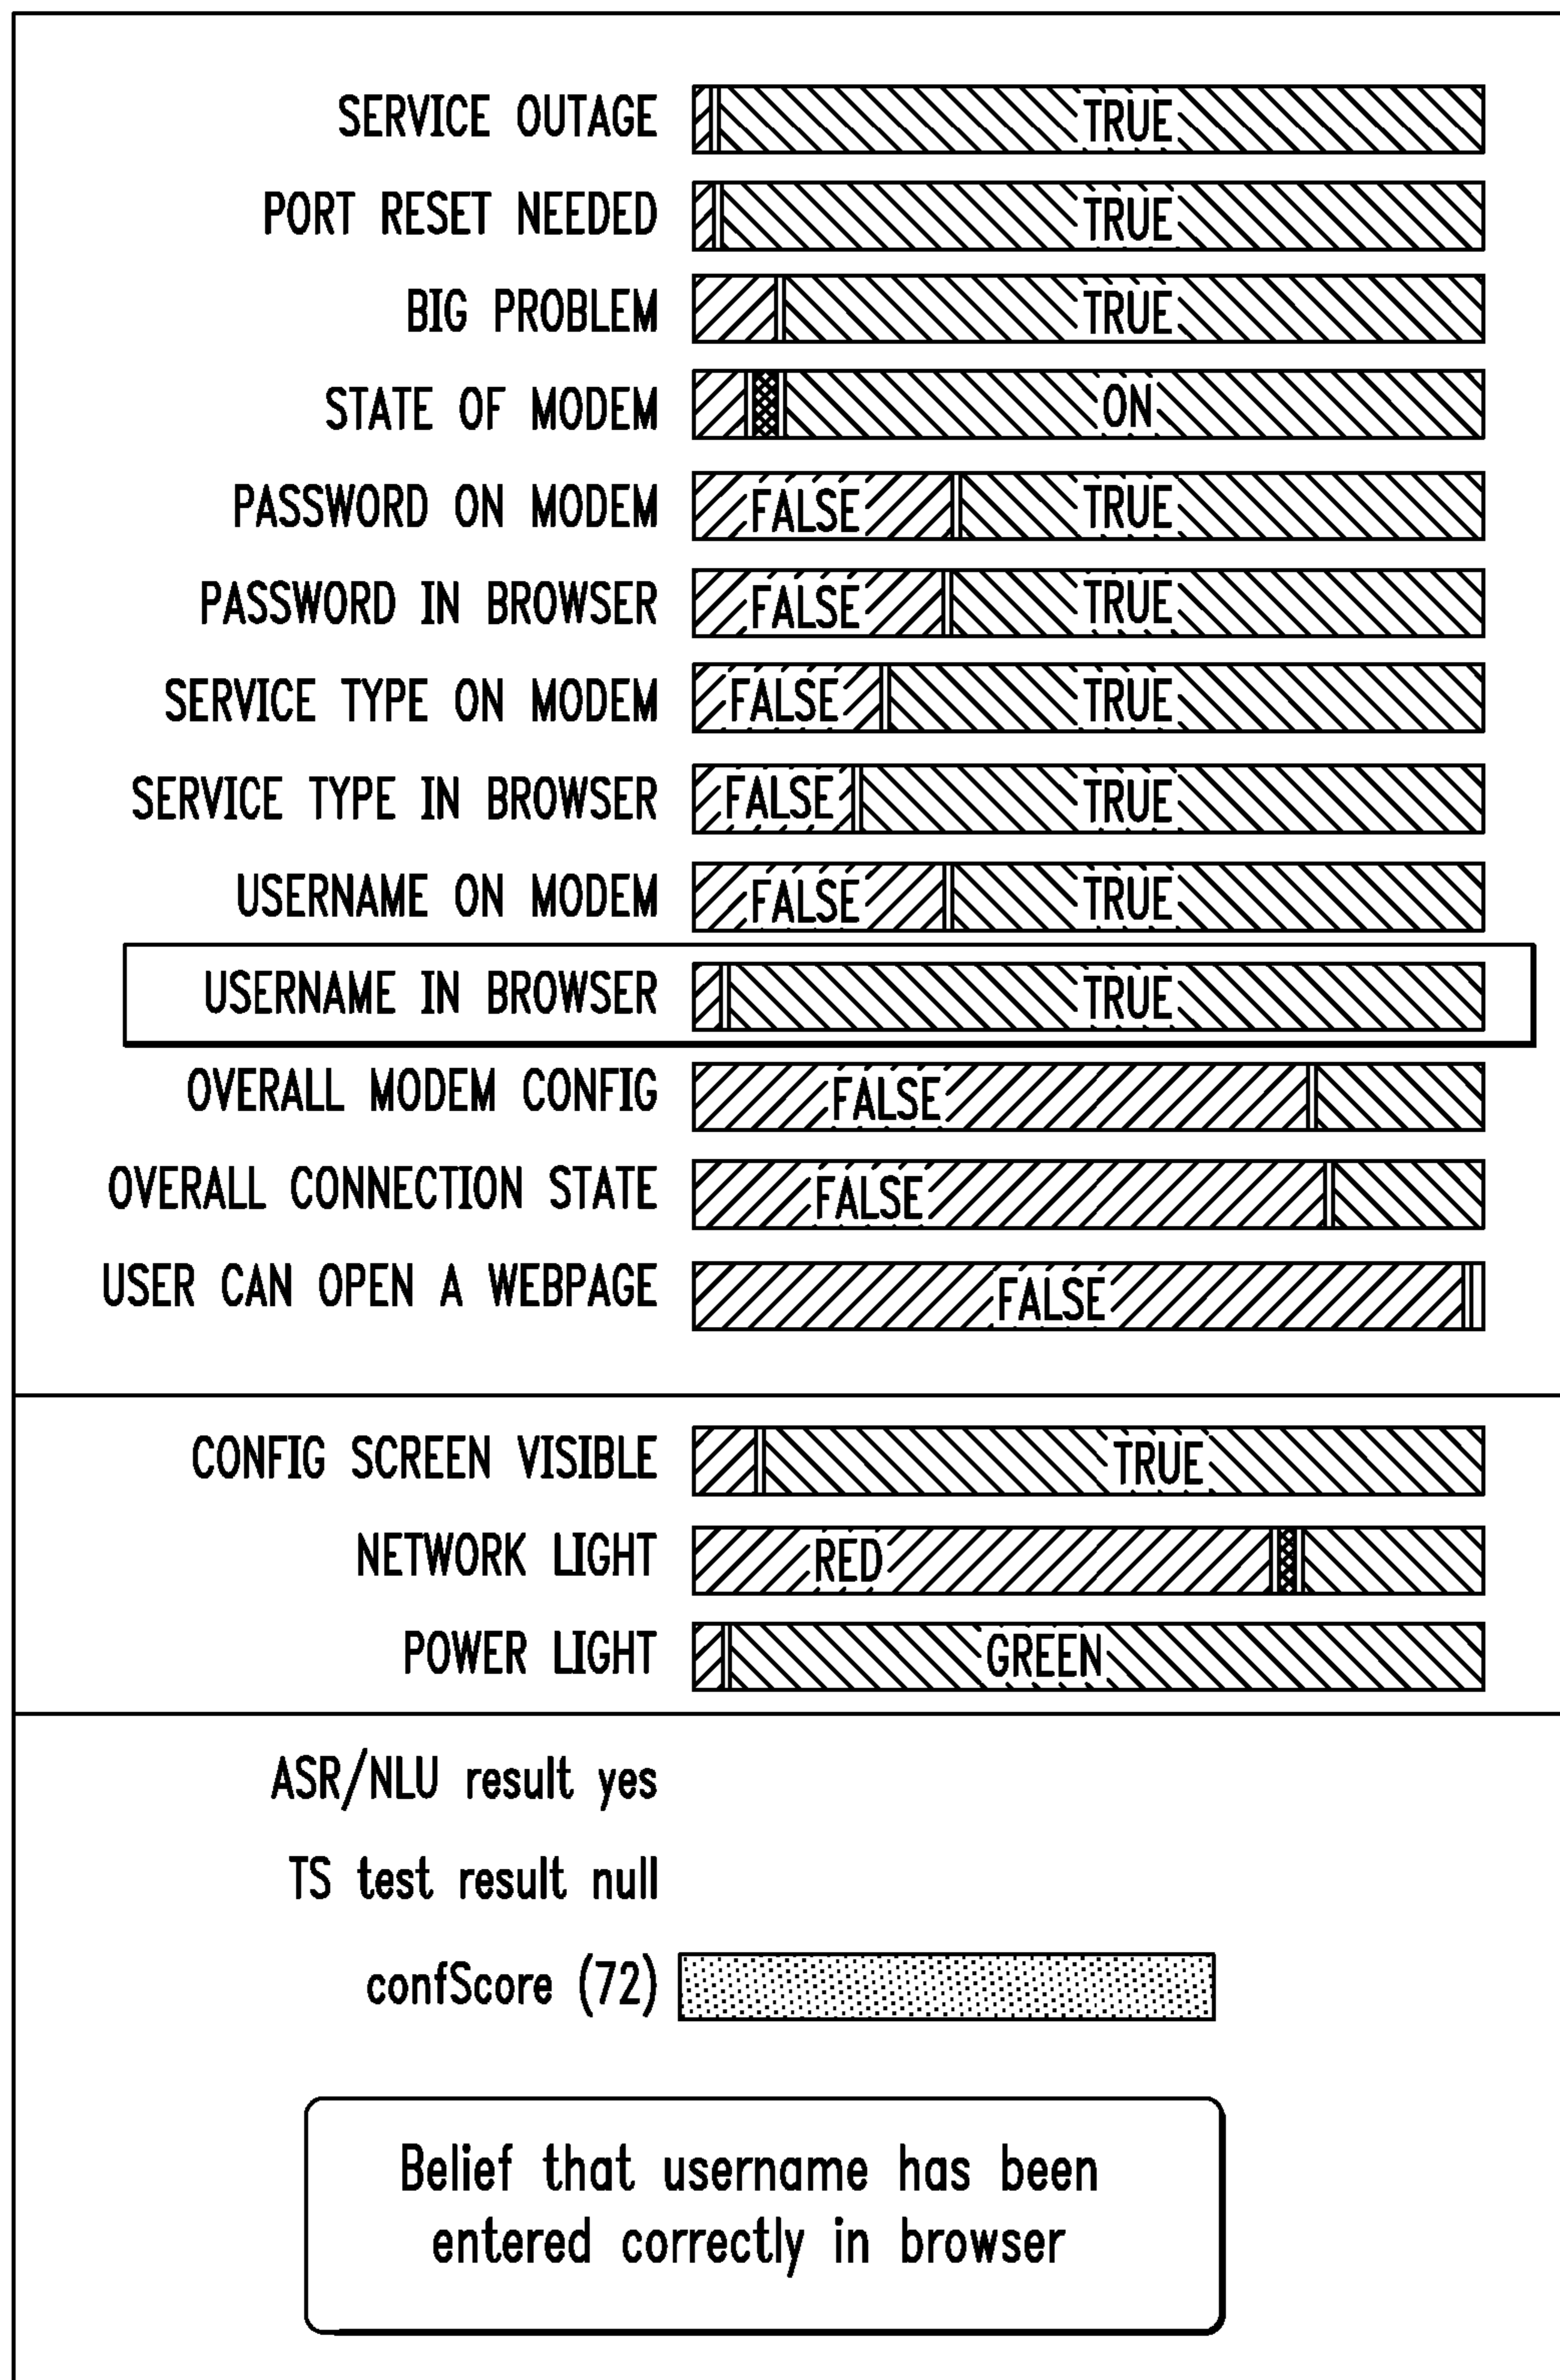 SERVICE OUTAGE TRUE
PORT RESET NEEDED TRUE
BIG PROBLEM TRUE
STATE OF MODEM ON
PASSWORD ON MODEM FALSE TRUE
PASSWORD IN BROWSER FALSE TRUE
SERVICE TYPE ON MODEM FALSE TRUE
SERVICE TYPE IN BROWSER FALSE TRUE
USERNAME ON MODEM FALSE TRUE
USERNAME IN BROWSER TRUE
OVERALL MODEM CONFIG FALSE
OVERALL CONNECTION STATE FALSE
USER CAN OPEN A WEBPAGE FALSE
CONFIG SCREEN VISIBLE TRUE
NETWORK LIGHT RED
POWER LIGHT GREEN
ASR/NLU result yes
TS test result null
confScore (72)
Belief that username has been
entered correctly in browser